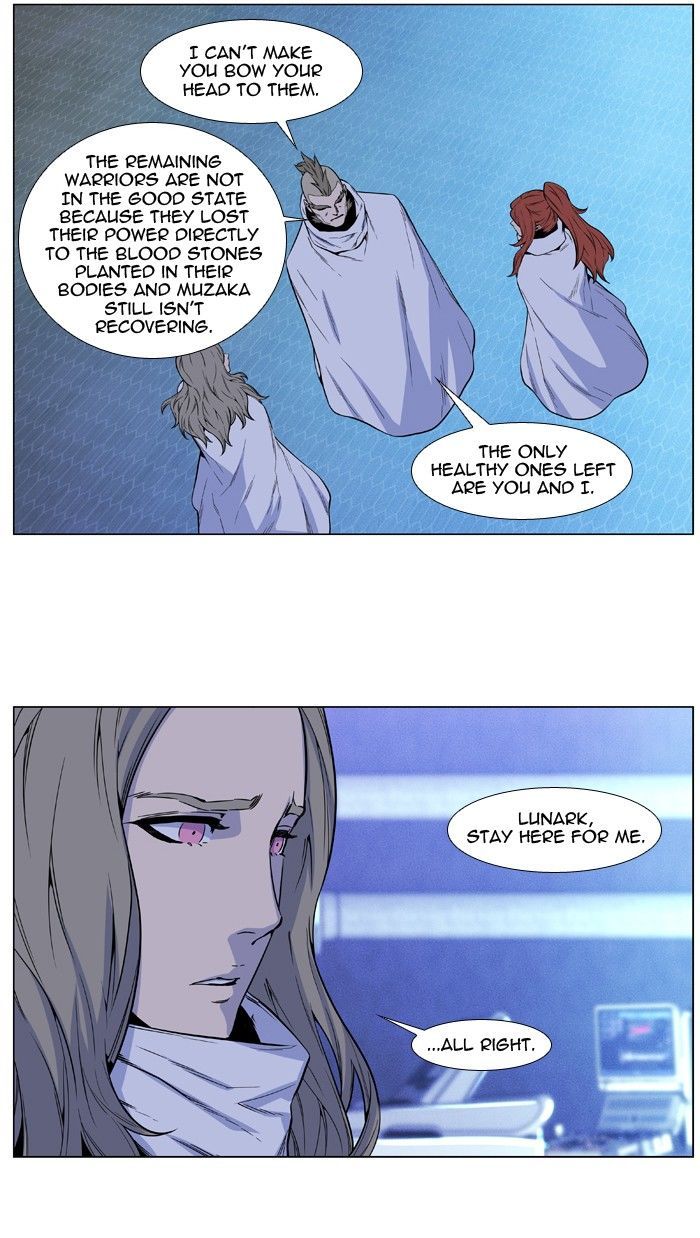 I CAN'T MAKE
YOU BOW YOUR
HEAD TO THEM.
THE REMAINING
WARRIORS ARE NOT
IN THE GOOD STATE
BECAUSE THEY LOST
THEIR POWER DIRECTLY
TO THE BLOOD STONES
PLANTED IN THEIR
BODIES AND MUZAKA
STILL ISN'T
RECOVERING.
THE ONLY
HEALTHY ONES LEFT
ARE YOU AND I.
LUNARK,
STAY HERE FOR ME.
...ALL RIGHT.